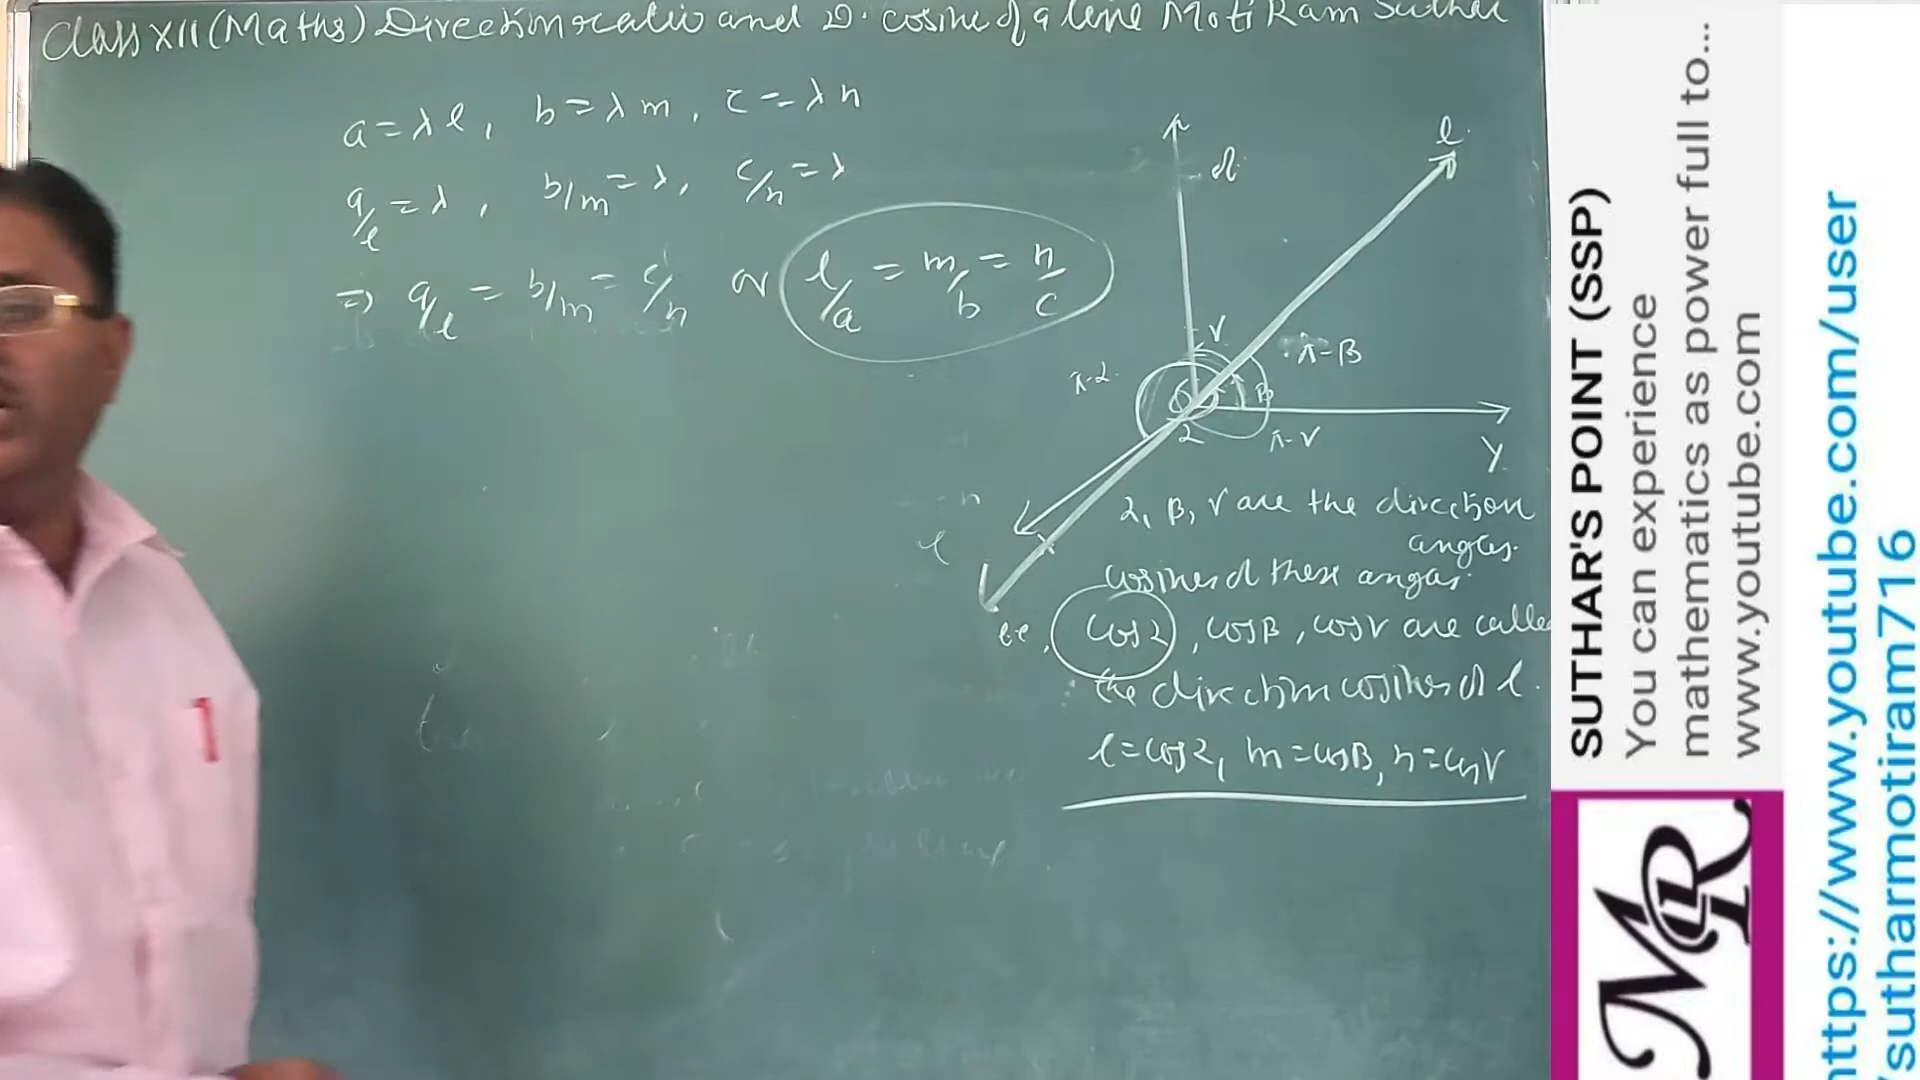 Class XII (Maths) Direction ratio and D. cosine of a line Moti Ram Suthar
a = λl, b = λm, c = λn
a/l = λ, b/m = λ, c/n = λ
=> a/l = b/m = c/n or l/a = m/b = n/c
l
γ
π-β
π-α
β
α
π-γ
Y
α, β, γ are the direction
angles.
cosines of these angles.
cosα, cosβ, cosγ are called
the direction cosines of l.
l = cosα, m = cosβ, n = cosγ
SUTHAR'S POINT (SSP)
You can experience
mathematics as power full to...
www.youtube.com
https://www.youtube.com/user
/sutharmotiram716
MR